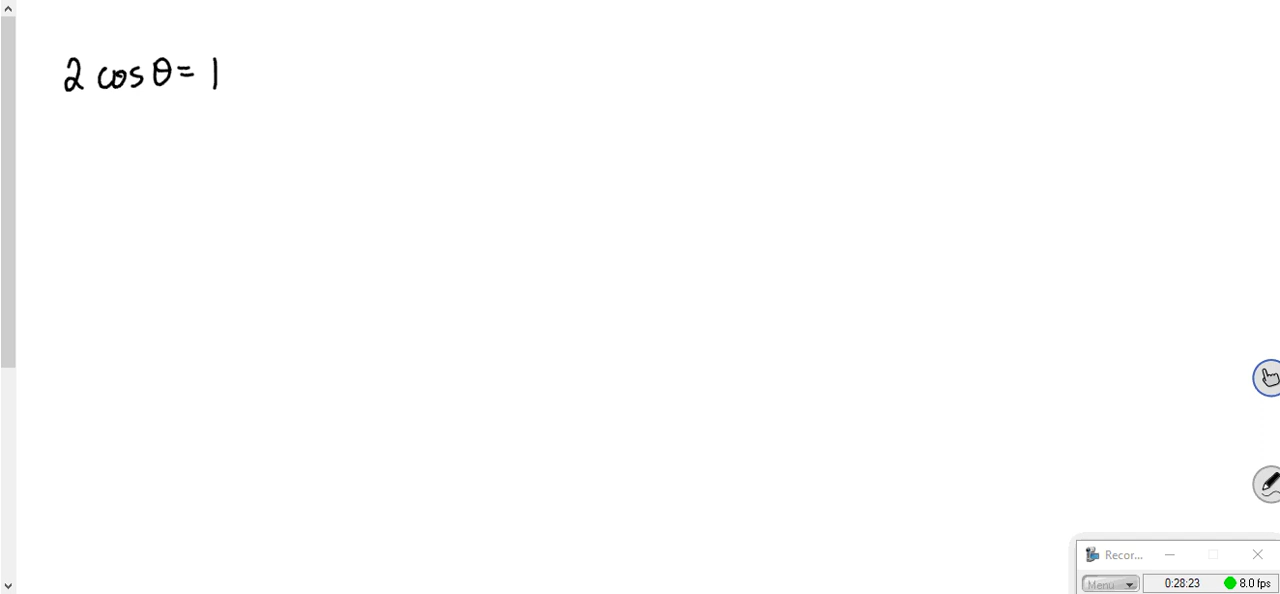 2 cos θ = 1
Recor...
Menu
0:28:23
8.0 fps